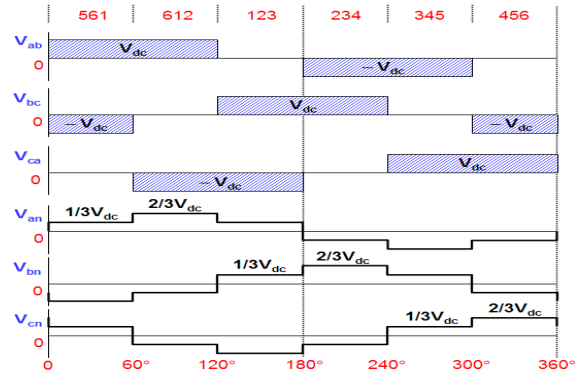 561 612 123 234 345 456
Vab Vdc
0 – Vdc
Vbc Vdc
0 – Vdc – Vdc
Vca Vdc
0 – Vdc
Van 1/3Vdc 2/3Vdc
0
Vbn 1/3Vdc 2/3Vdc
0
Vcn 1/3Vdc 2/3Vdc
0
0 60° 120° 180° 240° 300° 360°